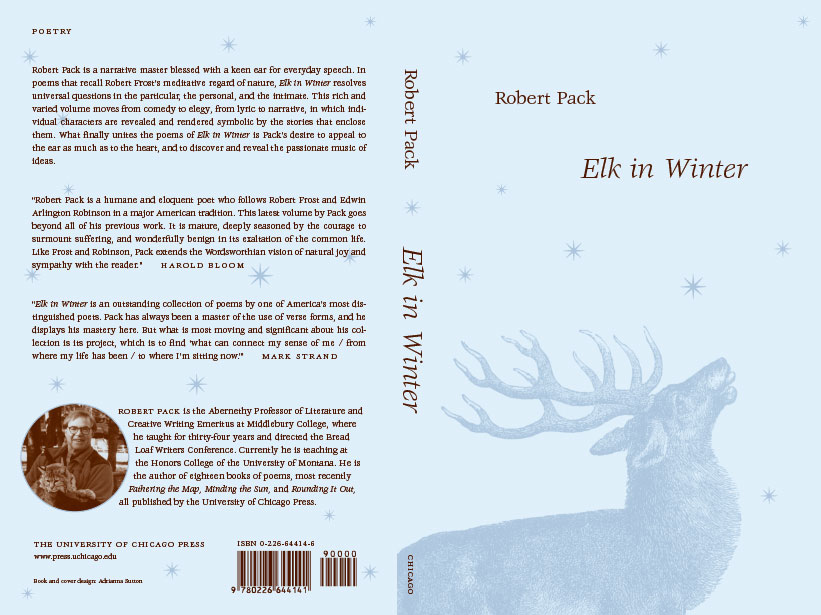 POETRY
Robert Pack is a narrative master blessed with a keen ear for everyday speech. In
poems that recall Robert Frost's meditative regard of nature, Elk in Winter resolves
universal questions in the particular, the personal, and the intimate. This rich and
varied volume moves from comedy to elegy, from lyric to narrative, in which indi-
vidual characters are revealed and rendered symbolic by the stories that enclose
them. What finally unites the poems of Elk in Winter is Pack's desire to appeal to
the ear as much as to the heart, and to discover and reveal the passionate music of
ideas.
"Robert Pack is a humane and eloquent poet who follows Robert Frost and Edwin
Arlington Robinson in a major American tradition. This latest volume by Pack goes
beyond all of his previous work. It is mature, deeply seasoned by the courage to
surmount suffering, and wonderfully benign in its exaltation of the common life.
Like Frost and Robinson, Pack extends the Wordsworthian vision of natural joy and
sympathy with the reader." HAROLD BLOOM
"Elk in Winter is an outstanding collection of poems by one of America's most dis-
tinguished poets. Pack has always been a master of the use of verse forms, and he
displays his mastery here. But what is most moving and significant about his col-
lection is its project, which is to find 'what can connect my sense of me / from
where my life has been / to where I'm sitting now.'" MARK STRAND
ROBERT PACK is the Abernethy Professor of Literature and
Creative Writing Emeritus at Middlebury College, where
he taught for thirty-four years and directed the Bread
Loaf Writers Conference. Currently he is teaching at
the Honors College of the University of Montana. He is
the author of eighteen books of poems, most recently
Fathering the Map, Minding the Sun, and Rounding It Out,
all published by the University of Chicago Press.
THE UNIVERSITY OF CHICAGO PRESS
www.press.uchicago.edu
Book and cover design: Adrianna Sutton
ISBN 0-226-64414-6
90000
9 780226 644141
Robert Pack
Elk in Winter
CHICAGO
Robert Pack
Elk in Winter